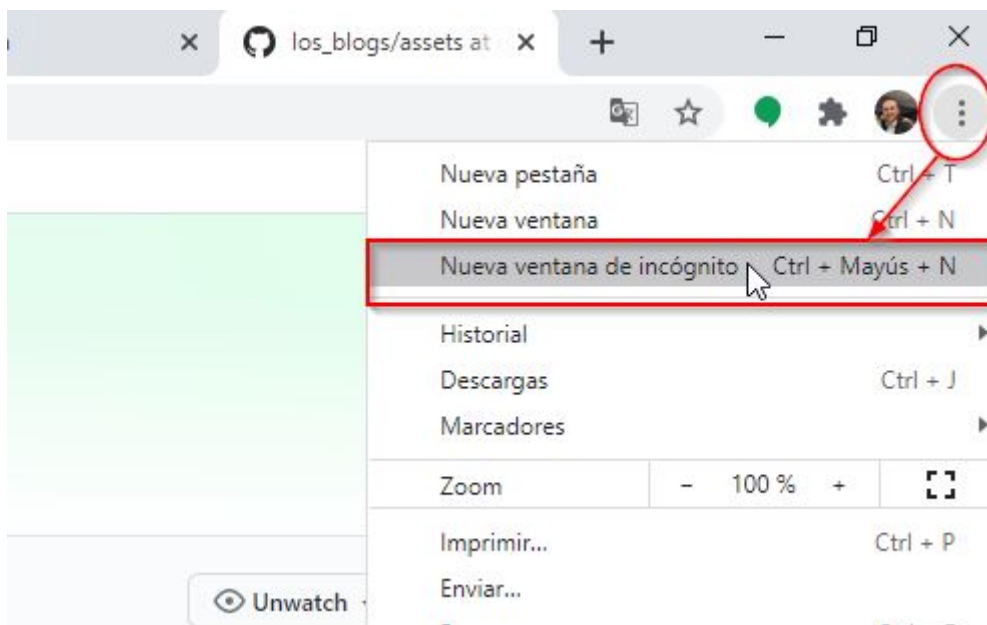 los_blogs/assets at
Nueva pestaña Ctrl + T
Nueva ventana Ctrl + N
Nueva ventana de incógnito Ctrl + Mayús + N
Historial
Descargas Ctrl + J
Marcadores
Zoom - 100 % +
Imprimir... Ctrl + P
Enviar...
Unwatch